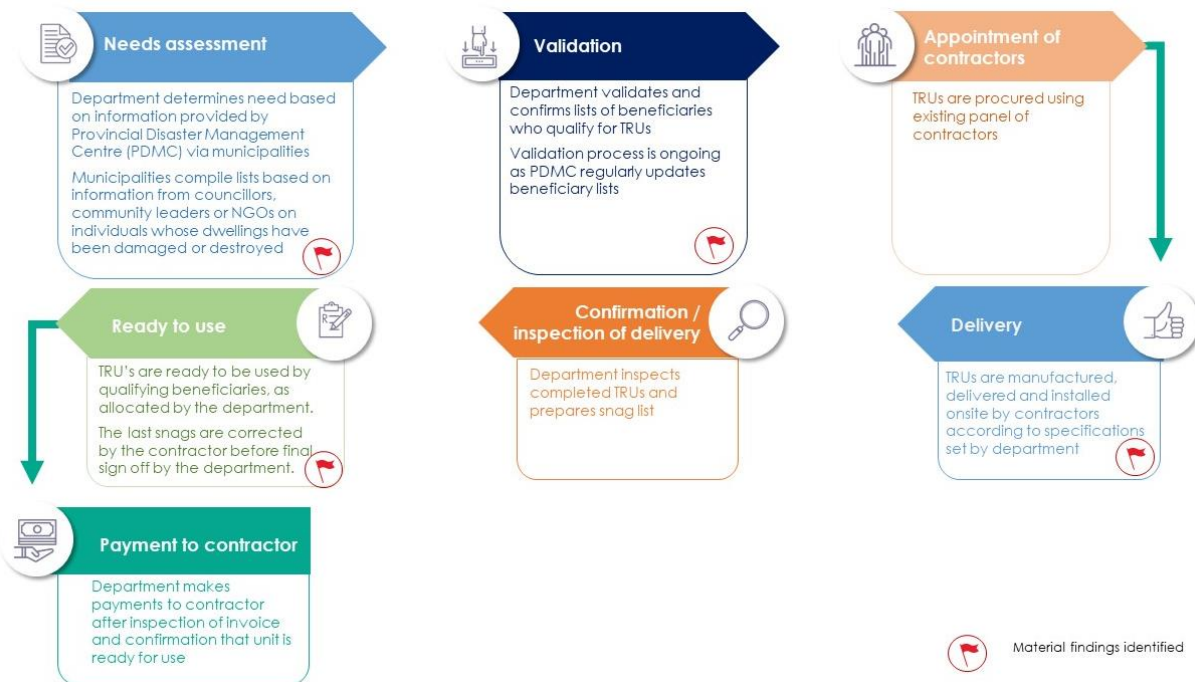 Needs assessment
Department determines need based
on information provided by
Provincial Disaster Management
Centre (PDMC) via municipalities
Municipalities compile lists based on
information from councillors,
community leaders or NGOs on
individuals whose dwellings have
been damaged or destroyed
Validation
Department validates and
confirms lists of beneficiaries
who qualify for TRUs
Validation process is ongoing
as PDMC regularly updates
beneficiary lists
Appointment of
contractors
TRUs are procured using
existing panel of
contractors
Delivery
TRUs are manufactured,
delivered and installed
onsite by contractors
according to specifications
set by department
Confirmation /
inspection of delivery
Department inspects
completed TRUs and
prepares snag list
Ready to use
TRU's are ready to be used by
qualifying beneficiaries, as
allocated by the department.
The last snags are corrected
by the contractor before final
sign off by the department.
Payment to contractor
Department makes
payments to contractor
after inspection of invoice
and confirmation that unit is
ready for use
Material findings identified